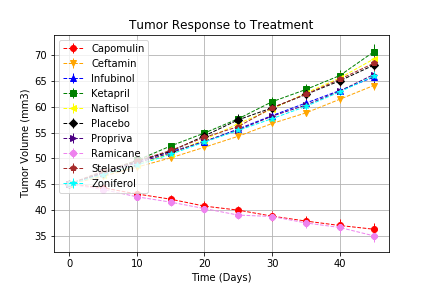 Tumor Response to Treatment
Tumor Volume (mm3)
70
65
60
55
50
45
40
35
Capomulin
Ceftamin
Infubinol
Ketapril
Naftisol
Placebo
Propriva
Ramicane
Stelasyn
Zoniferol
0
10
20
30
40
Time (Days)